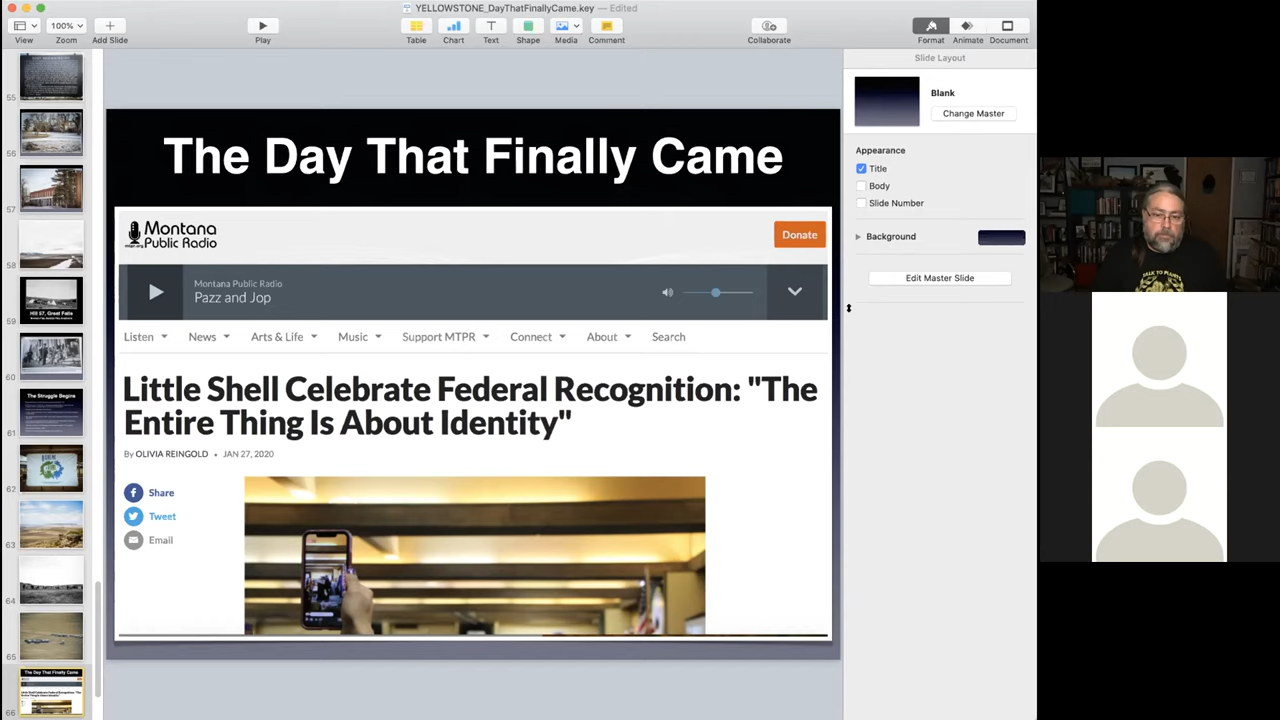 YELLOWSTONE_DayThatFinallyCame.key — Edited
View
100%
Zoom
Add Slide
Play
Table
Chart
Text
Shape
Media
Comment
Collaborate
Format
Animate
Document
Slide Layout
Blank
Change Master
Appearance
Title
Body
Slide Number
Background
Edit Master Slide
55
56
57
58
Hill 57, Great Falls
59
60
The Struggle Begins
61
62
63
64
65
The Day That Finally Came
66
The Day That Finally Came
Montana
Public Radio
Donate
Montana Public Radio
Pazz and Jop
Listen
News
Arts & Life
Music
Support MTPR
Connect
About
Search
Little Shell Celebrate Federal Recognition: "The
Entire Thing Is About Identity"
By OLIVIA REINGOLD • JAN 27, 2020
Share
Tweet
Email